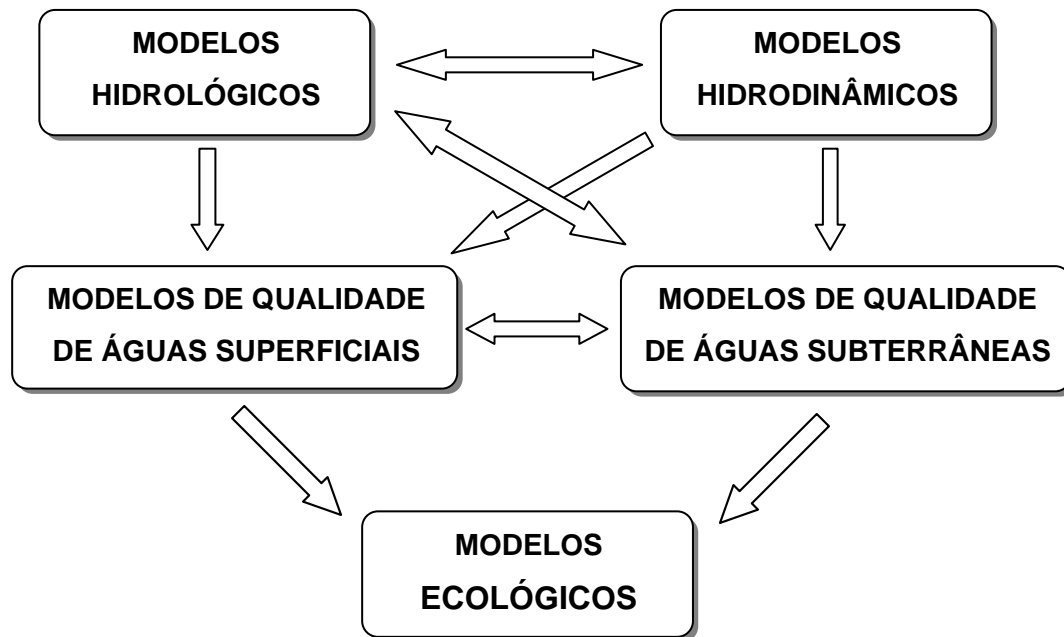 MODELOS
HIDROLÓGICOS
MODELOS
HIDRODINÂMICOS
MODELOS DE QUALIDADE
DE ÁGUAS SUPERFICIAIS
MODELOS DE QUALIDADE
DE ÁGUAS SUBTERRÂNEAS
MODELOS
ECOLÓGICOS